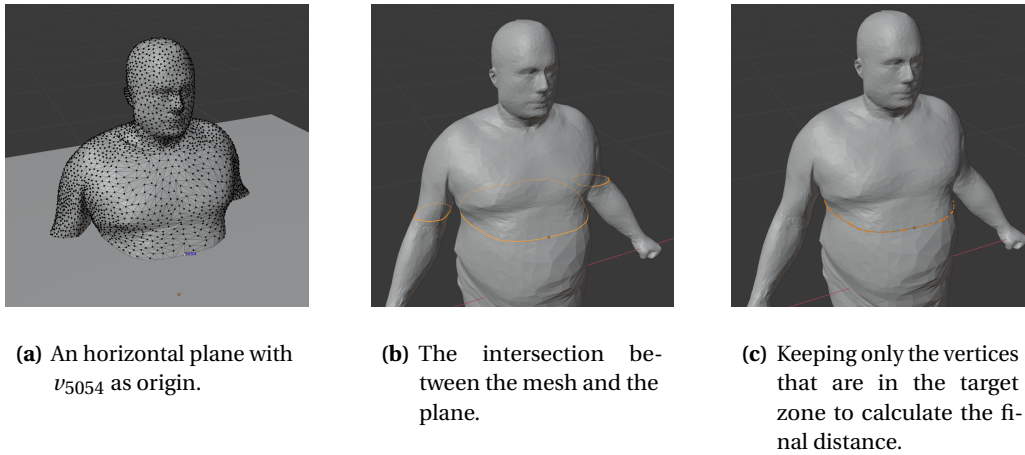 5054
(a) An horizontal plane with
v5054 as origin.
(b) The intersection be-
tween the mesh and the
plane.
(c) Keeping only the vertices
that are in the target
zone to calculate the fi-
nal distance.